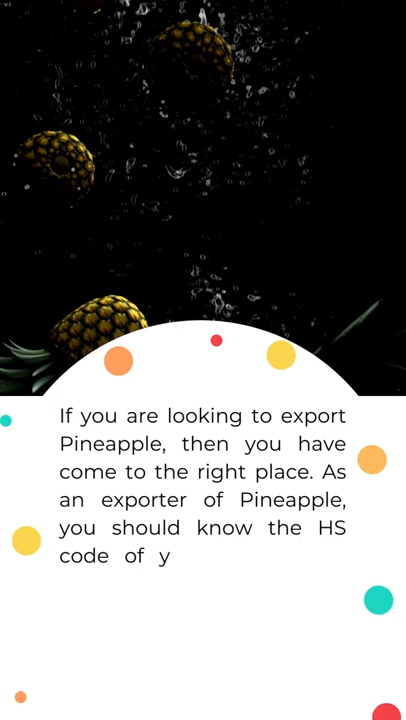 If you are looking to export
Pineapple, then you have
come to the right place. As
an exporter of Pineapple,
you should know the HS
code of y